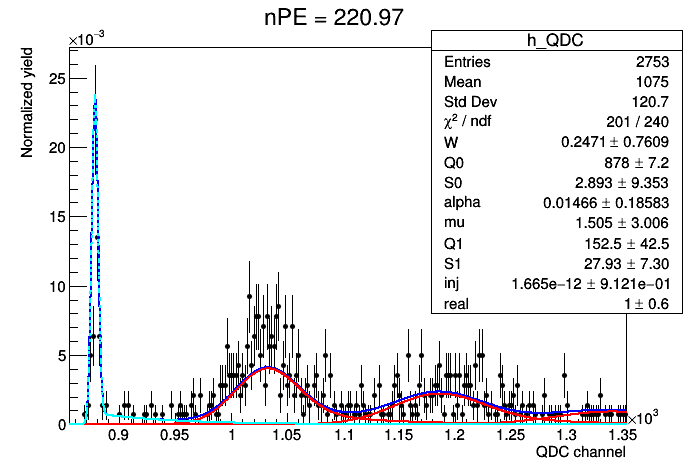 nPE = 220.97
×10⁻³
Normalized yield
25
20
15
10
5
0
h_QDC
Entries 2753
Mean 1075
Std Dev 120.7
χ² / ndf 201 / 240
W 0.2471 ± 0.7609
Q0 878 ± 7.2
S0 2.893 ± 9.353
alpha 0.01466 ± 0.18583
mu 1.505 ± 3.006
Q1 152.5 ± 42.5
S1 27.93 ± 7.30
inj 1.665e−12 ± 9.121e−01
real 1 ± 0.6
0.9 0.95 1 1.05 1.1 1.15 1.2 1.25 1.3 1.35
×10³
QDC channel